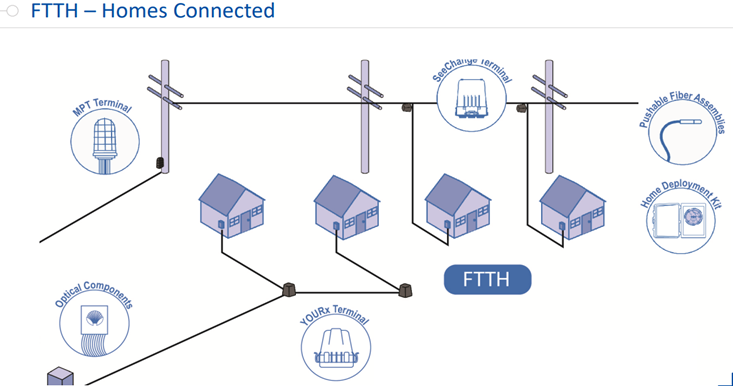 FTTH – Homes Connected
SeeChange Terminal
MPT Terminal
Pushable Fiber Assemblies
Home Deployment Kit
FTTH
Optical Components
YOURx Terminal